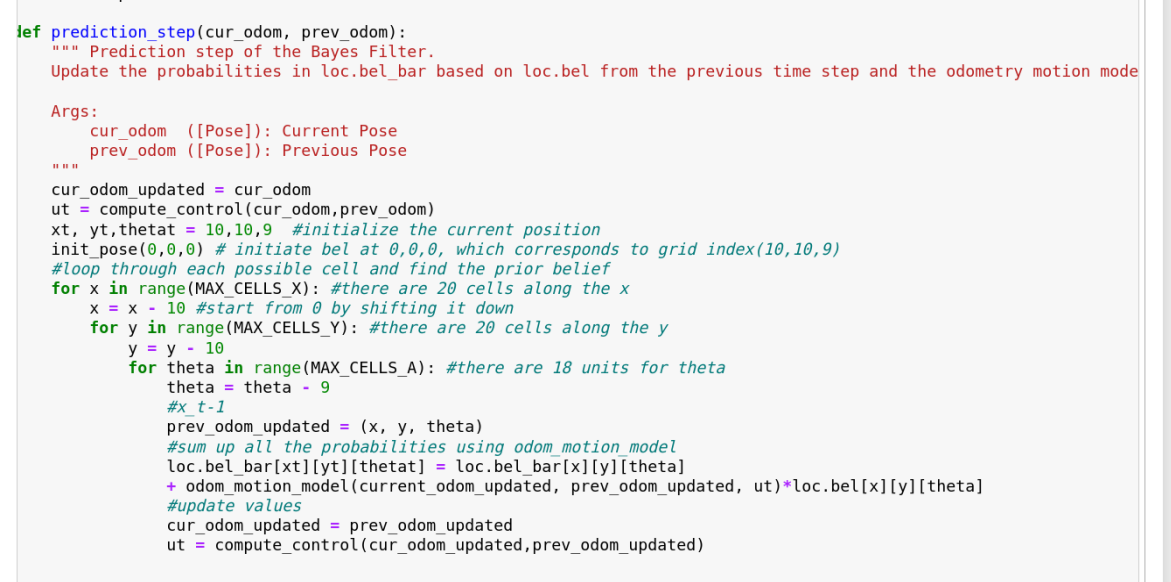 def prediction_step(cur_odom, prev_odom):
    """ Prediction step of the Bayes Filter.
    Update the probabilities in loc.bel_bar based on loc.bel from the previous time step and the odometry motion mode

    Args:
        cur_odom  ([Pose]): Current Pose
        prev_odom ([Pose]): Previous Pose
    """
    cur_odom_updated = cur_odom
    ut = compute_control(cur_odom,prev_odom)
    xt, yt,thetat = 10,10,9  #initialize the current position
    init_pose(0,0,0) # initiate bel at 0,0,0, which corresponds to grid index(10,10,9)
    #loop through each possible cell and find the prior belief
    for x in range(MAX_CELLS_X): #there are 20 cells along the x
        x = x - 10 #start from 0 by shifting it down
        for y in range(MAX_CELLS_Y): #there are 20 cells along the y
            y = y - 10
            for theta in range(MAX_CELLS_A): #there are 18 units for theta
                theta = theta - 9
                #x_t-1
                prev_odom_updated = (x, y, theta)
                #sum up all the probabilities using odom_motion_model
                loc.bel_bar[xt][yt][thetat] = loc.bel_bar[x][y][theta]
                + odom_motion_model(current_odom_updated, prev_odom_updated, ut)*loc.bel[x][y][theta]
                #update values
                cur_odom_updated = prev_odom_updated
                ut = compute_control(cur_odom_updated,prev_odom_updated)